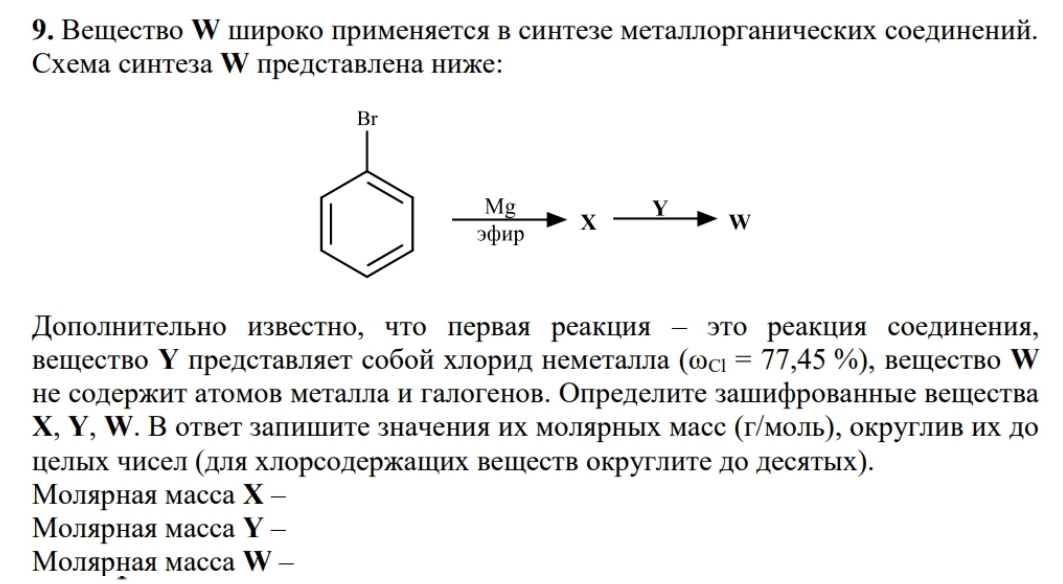 9. Вещество W широко применяется в синтезе металлорганических соединений.
Схема синтеза W представлена ниже:
Br
Mg
эфир
X
Y
W
Дополнительно известно, что первая реакция – это реакция соединения,
вещество Y представляет собой хлорид неметалла (ωCl = 77,45 %), вещество W
не содержит атомов металла и галогенов. Определите зашифрованные вещества
X, Y, W. В ответ запишите значения их молярных масс (г/моль), округлив их до
целых чисел (для хлорсодержащих веществ округлите до десятых).
Молярная масса X –
Молярная масса Y –
Молярная масса W –